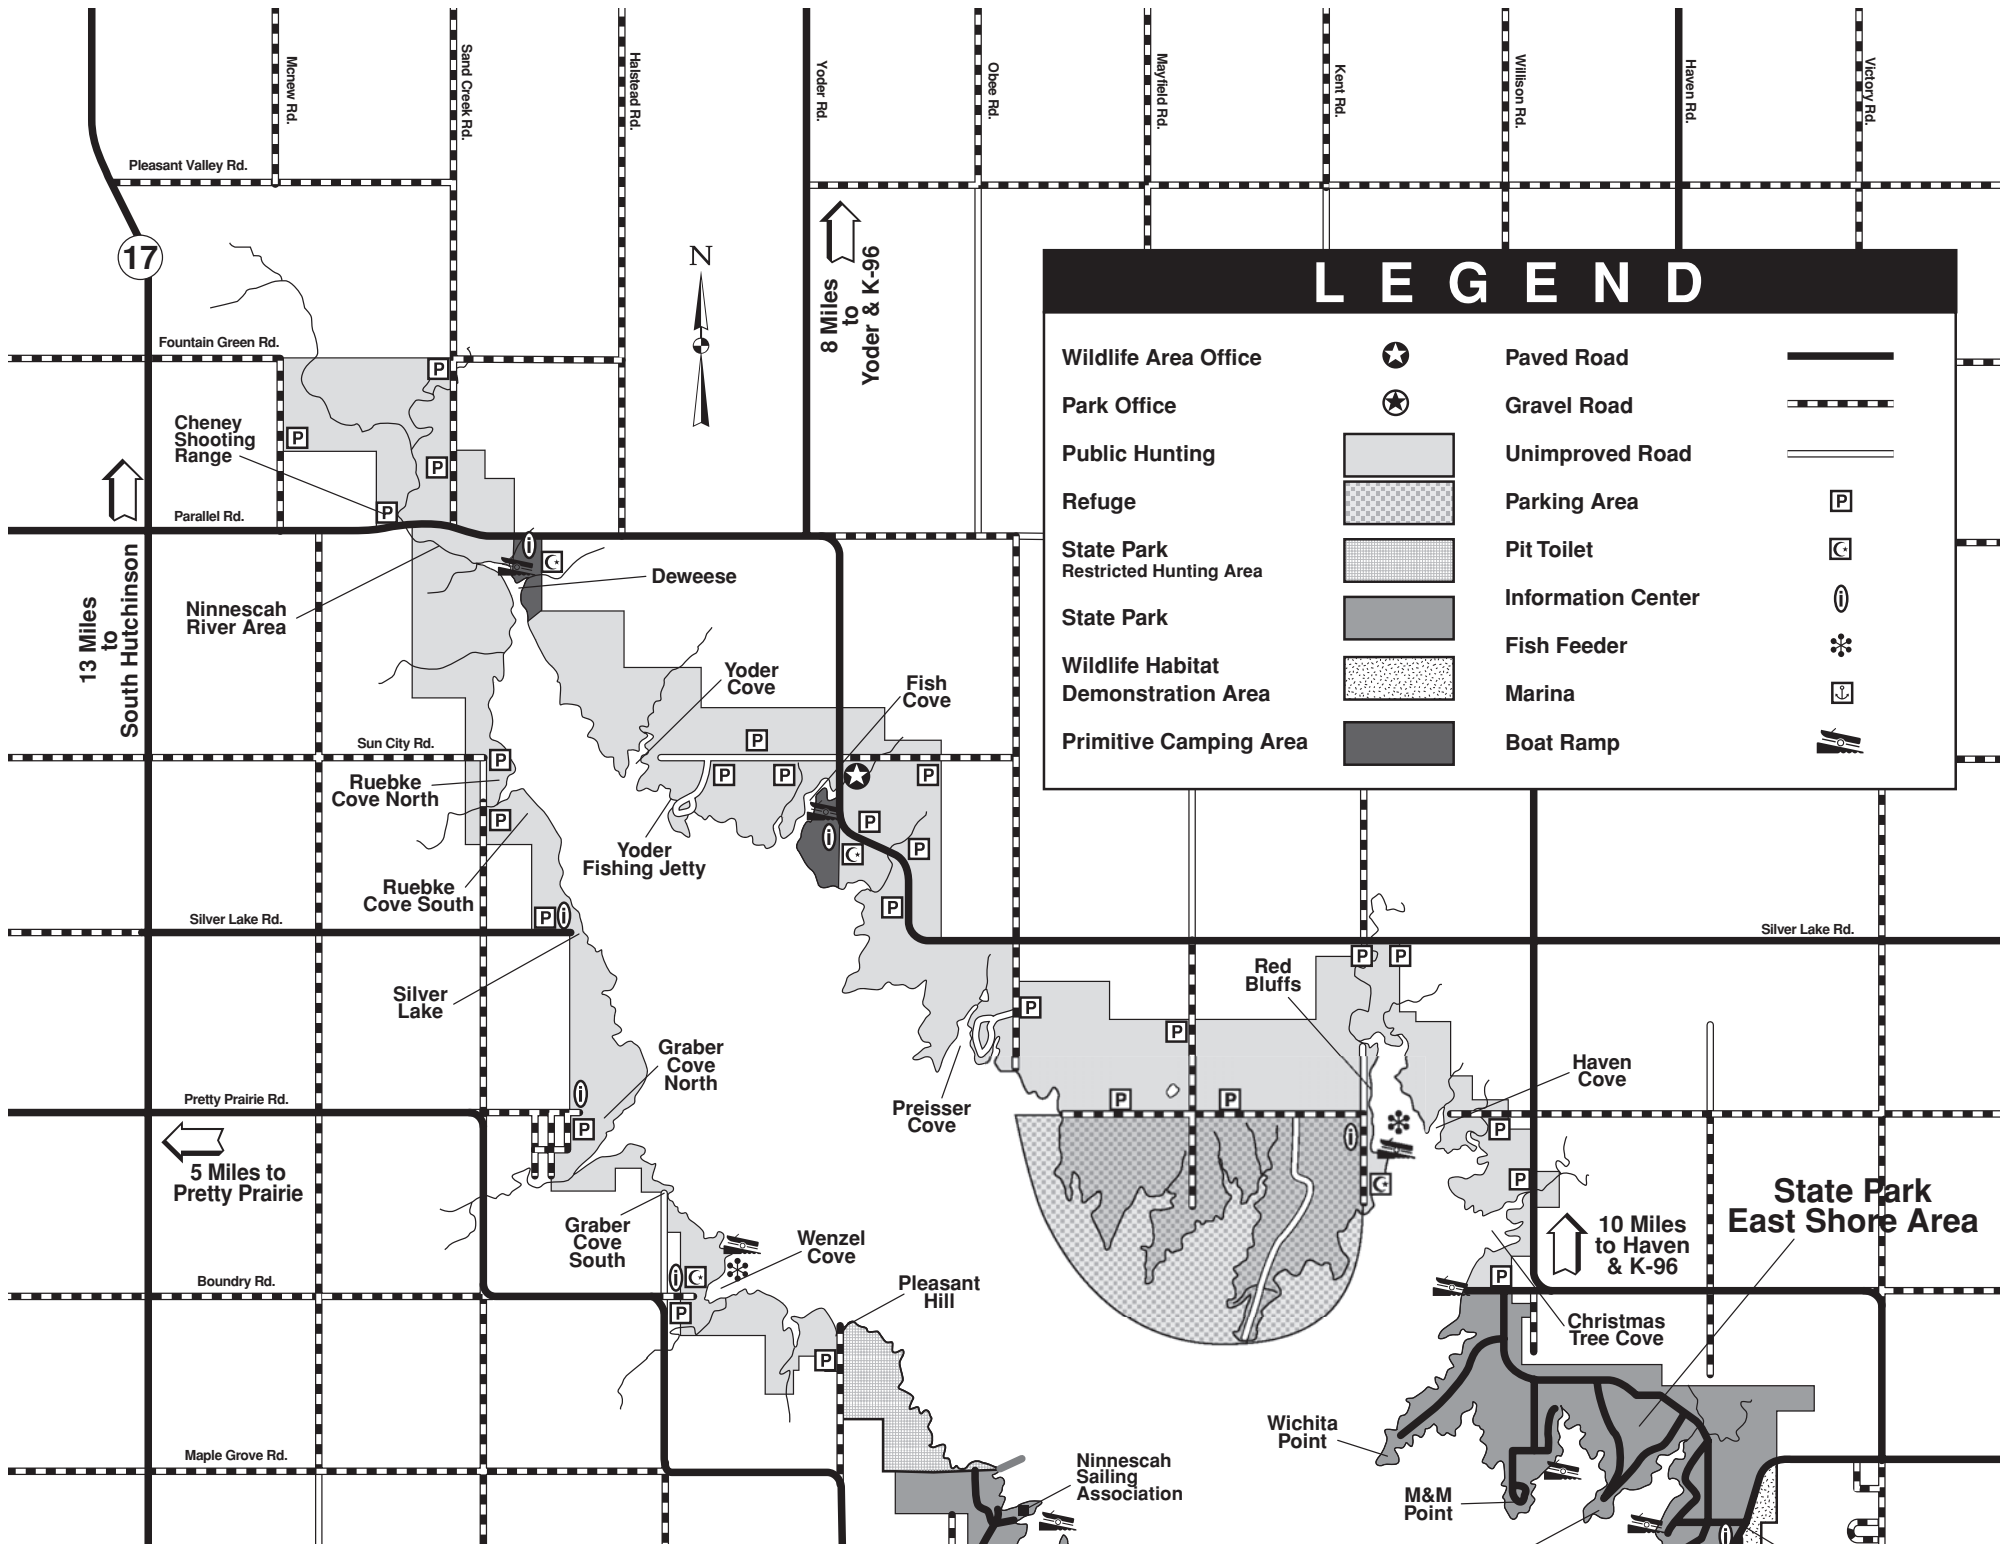 Mcnew Rd.
Sand Creek Rd.
Halstead Rd.
Yoder Rd.
Obee Rd.
Mayfield Rd.
Kent Rd.
Willison Rd.
Haven Rd.
Victory Rd.
Pleasant Valley Rd.
17
N
8 Miles
to
Yoder & K-96
LEGEND
Wildlife Area Office
Park Office
Public Hunting
Refuge
State Park
Restricted Hunting Area
State Park
Wildlife Habitat
Demonstration Area
Primitive Camping Area
Paved Road
Gravel Road
Unimproved Road
Parking Area
P
Pit Toilet
Information Center
i
Fish Feeder
Marina
Boat Ramp
Fountain Green Rd.
P
Cheney
Shooting
Range
P
P
P
Parallel Rd.
i
Deweese
13 Miles
to
South Hutchinson
Ninnescah
River Area
Yoder
Cove
Fish
Cove
Sun City Rd.
P
P
P
P
P
Ruebke
Cove North
P
P
i
Yoder
Fishing Jetty
P
Ruebke
Cove South
P
Silver Lake Rd.
P
i
Silver Lake Rd.
Silver
Lake
Red
Bluffs
P
P
P
P
Graber
Cove
North
Haven
Cove
Pretty Prairie Rd.
i
P
Preisser
Cove
P
P
i
P
5 Miles to
Pretty Prairie
P
State Park
East Shore Area
Graber
Cove
South
Wenzel
Cove
10 Miles
to Haven
& K-96
Boundry Rd.
i
P
Pleasant
Hill
P
Christmas
Tree Cove
P
Wichita
Point
Maple Grove Rd.
Ninnescah
Sailing
Association
M&M
Point
i